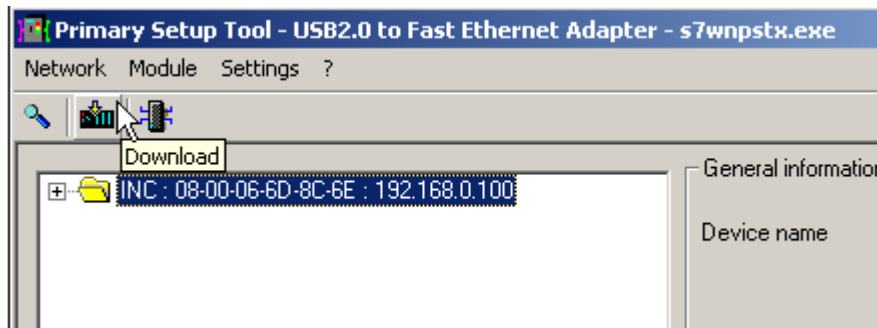 Primary Setup Tool - USB2.0 to Fast Ethernet Adapter - s7wnpstx.exe
Network Module Settings ?
Download
INC : 08-00-06-6D-8C-6E : 192.168.0.100
General information
Device name